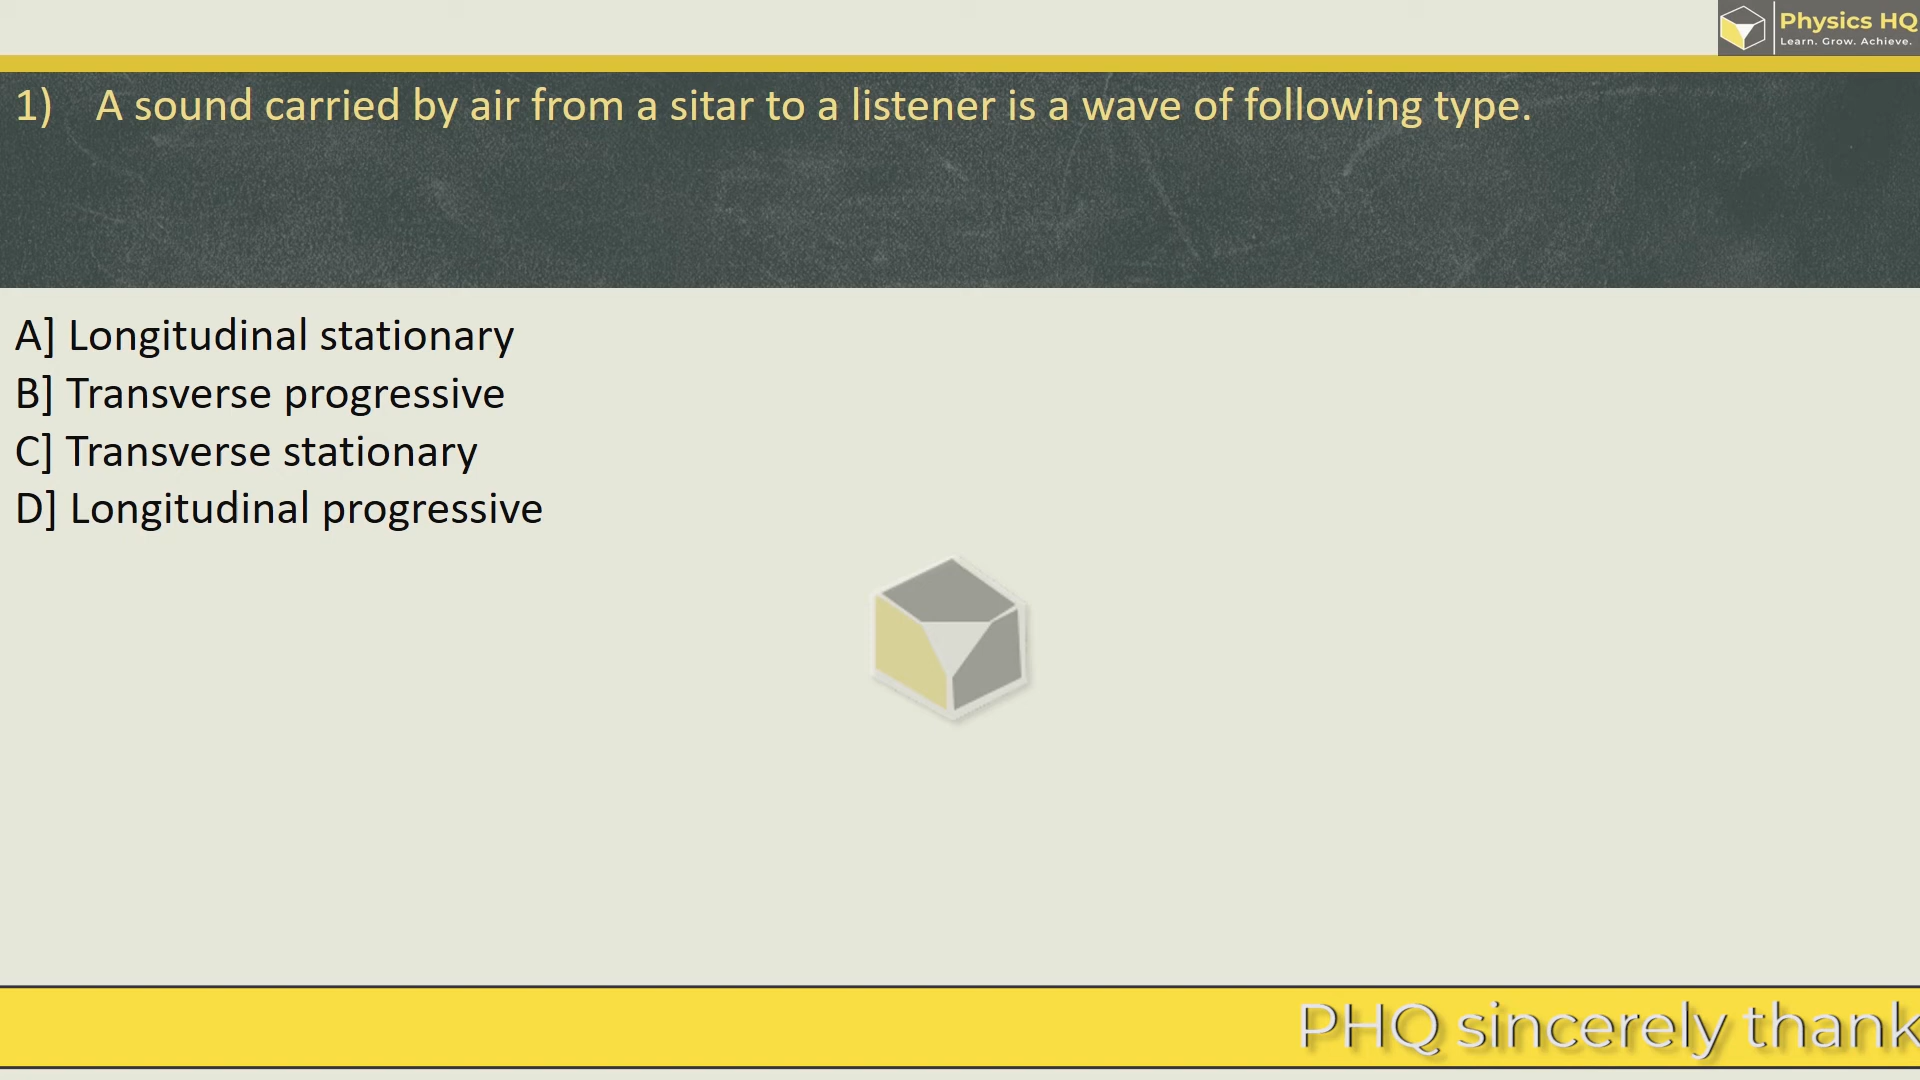 Physics HQ
Learn. Grow. Achieve.
1) A sound carried by air from a sitar to a listener is a wave of following type.
A] Longitudinal stationary
B] Transverse progressive
C] Transverse stationary
D] Longitudinal progressive
PHQ sincerely thank